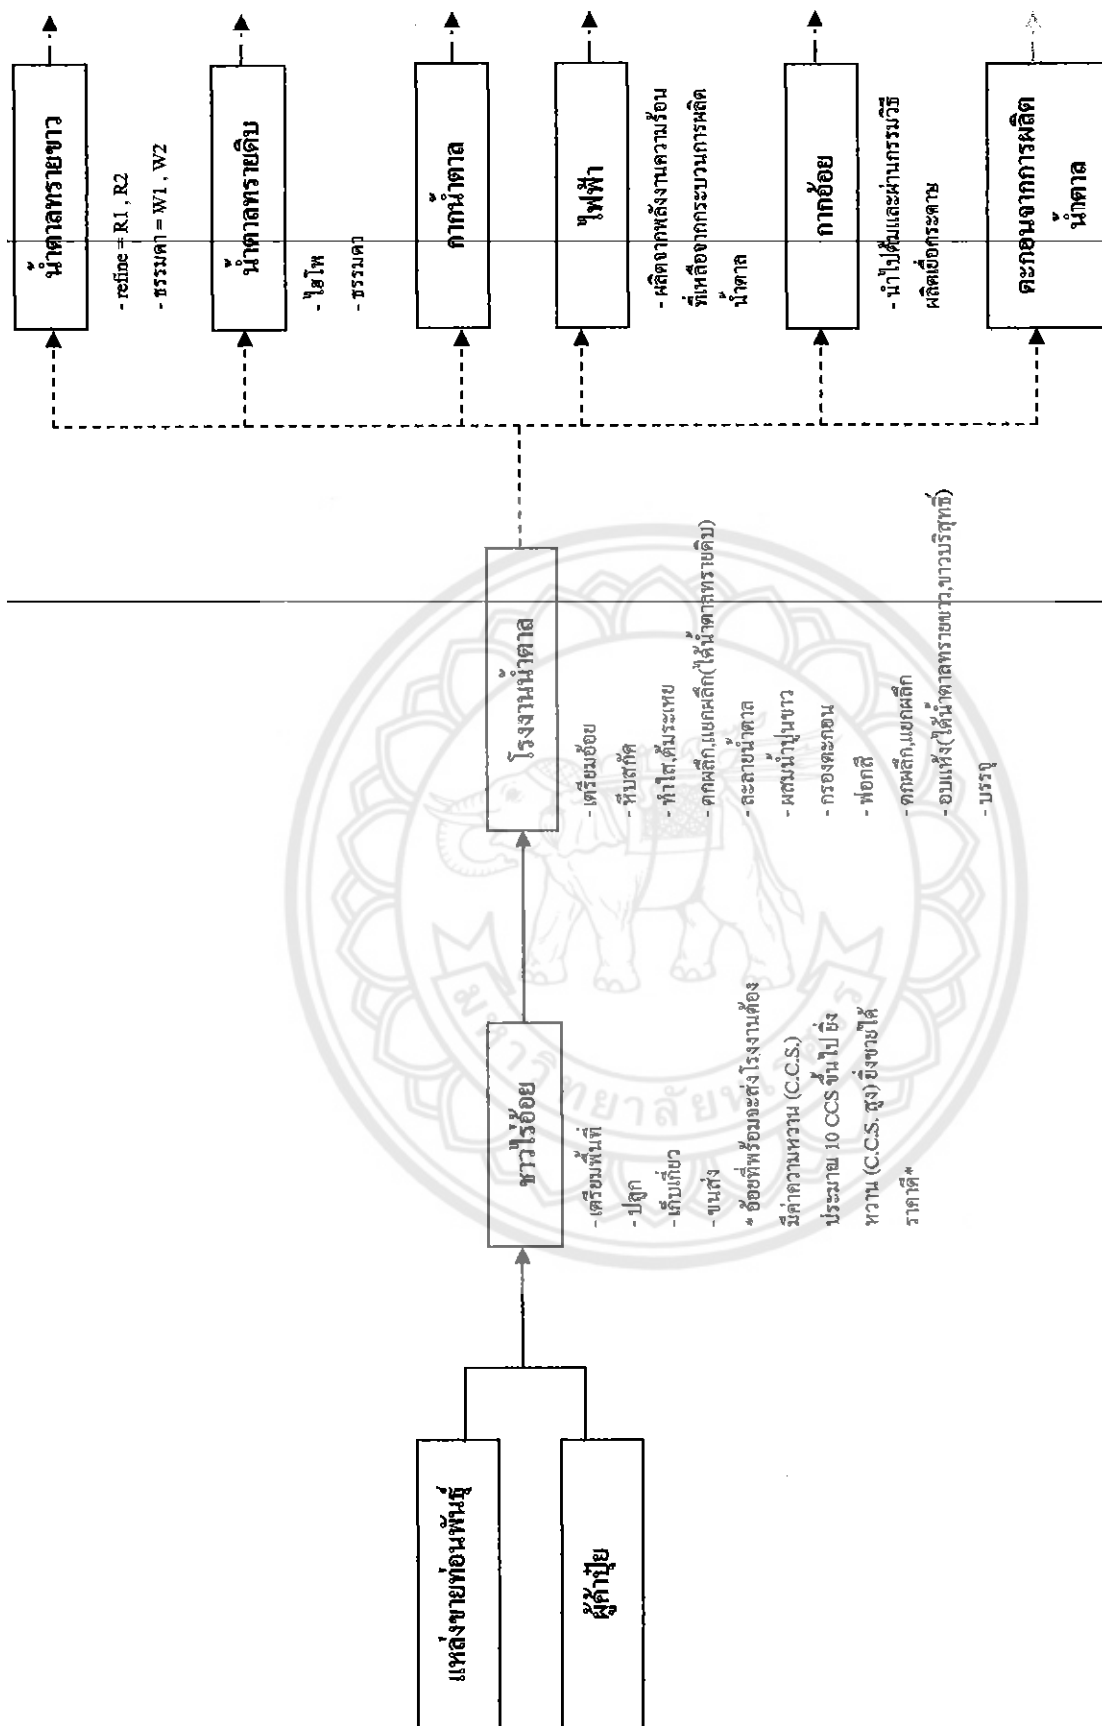 แหล่งขายท่อนพันธุ์
ผู้ค้าปุ๋ย
ชาวไร่อ้อย
- เตรียมพื้นที่
- ปลูก
- เก็บเกี่ยว
- ขนส่ง
* อ้อยที่พร้อมจะส่งโรงงานต้อง
มีค่าความหวาน (C.C.S.)
ประมาณ 10 CCS ขึ้นไป ยิ่ง
หวาน (C.C.S. สูง) ยิ่งขายได้
ราคาดี*
โรงงานน้ำตาล
- เตรียมอ้อย
- หีบสกัด
- ทำใส,ต้มระเหย
- ตกผลึก,แยกผลึก(ได้น้ำตาลทรายดิบ)
- ละลายน้ำตาล
- ผสมน้ำปูนขาว
- กรองตะกอน
- ฟอกสี
- ตกผลึก,แยกผลึก
- อบแห้ง(ได้น้ำตาลทรายขาว,ขาวบริสุทธิ์)
- บรรจุ
น้ำตาลทรายขาว
- refine = R1 , R2
- ธรรมดา = W1 , W2
น้ำตาลทรายดิบ
- ไฮโพ
- ธรรมดา
กากน้ำตาล
ไฟฟ้า
- ผลิตจากพลังงานความร้อน
ที่เหลือจากกระบวนการผลิต
น้ำตาล
กากอ้อย
- นำไปต้มและผ่านกรรมวิธี
ผลิตเยื่อกระดาษ
ตะกอนจากการผลิต
น้ำตาล